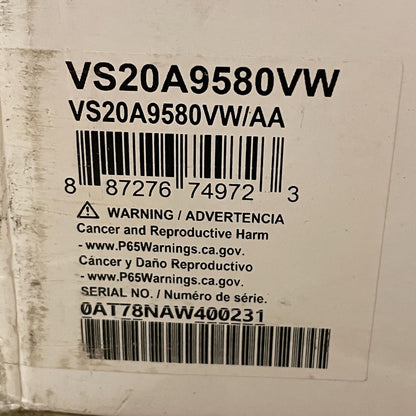 VS20A9580VW
VS20A9580VW/AA
8 87276 74972 3
⚠ WARNING / ADVERTENCIA
Cancer and Reproductive Harm
- www.P65Warnings.ca.gov.
Cáncer y Daño Reproductivo
- www.P65Warnings.ca.gov.
SERIAL NO. / Numéro de série.
0AT78NAW400231